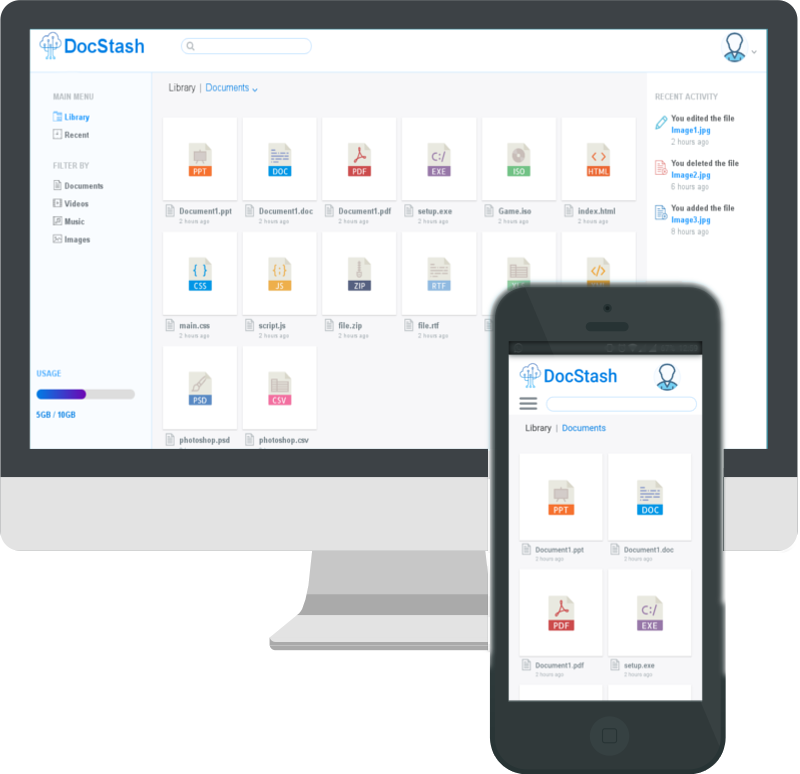 DocStash
MAIN MENU
Library
Recent
FILTER BY
Documents
Videos
Music
Images
USAGE
5GB / 10GB
Library | Documents
PPT
DOC
PDF
C:/
EXE
ISO
HTML
Document1.ppt
Document1.doc
Document1.pdf
setup.exe
Game.iso
index.html
2 hours ago
2 hours ago
2 hours ago
2 hours ago
2 hours ago
2 hours ago
{ }
CSS
{;}
JS
ZIP
RTF
</>
main.css
script.js
file.zip
file.rtf
2 hours ago
2 hours ago
2 hours ago
2 hours ago
PSD
CSV
photoshop.psd
photoshop.csv
RECENT ACTIVITY
You edited the file
Image1.jpg
2 hours ago
You deleted the file
Image2.jpg
6 hours ago
You added the file
Image3.jpg
8 hours ago
DocStash
Library | Documents
PPT
DOC
Document1.ppt
Document1.doc
2 hours ago
PDF
C:/
EXE
Document1.pdf
setup.exe
2 hours ago
2 hours ago